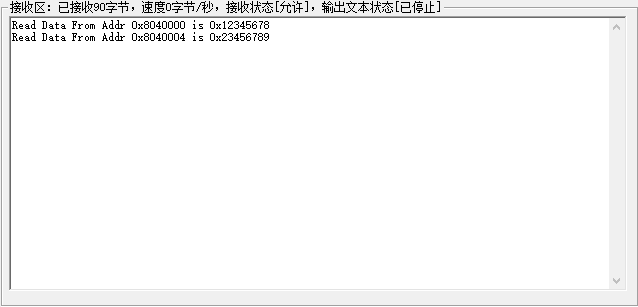 接收区：已接收90字节，速度0字节/秒，接收状态[允许]，输出文本状态[已停止]
Read Data From Addr 0x8040000 is 0x12345678
Read Data From Addr 0x8040004 is 0x23456789